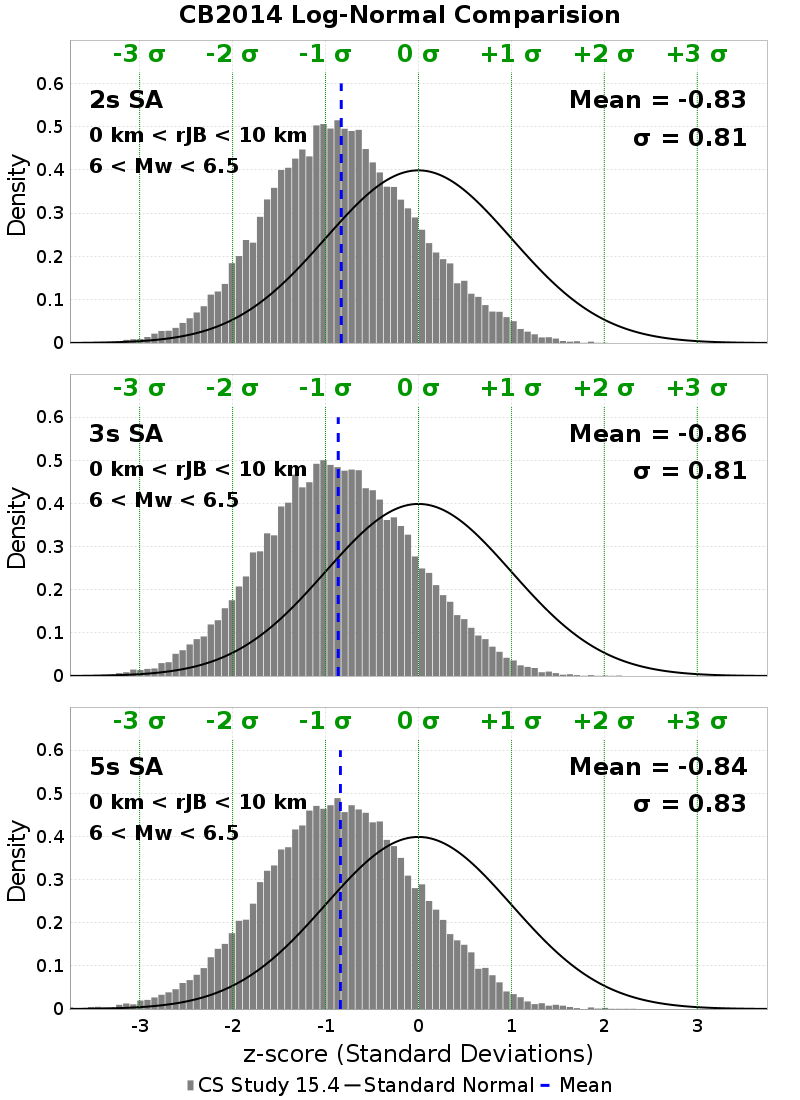 CB2014 Log-Normal Comparision
-3 σ -2 σ -1 σ 0 σ +1 σ +2 σ +3 σ
0.6
2s SA Mean = -0.83
0.5
0 km < rJB < 10 km σ = 0.81
6 < Mw < 6.5
0.4
Density
0.3
0.2
0.1
0
-3 σ -2 σ -1 σ 0 σ +1 σ +2 σ +3 σ
0.6
3s SA Mean = -0.86
0.5
0 km < rJB < 10 km σ = 0.81
6 < Mw < 6.5
0.4
Density
0.3
0.2
0.1
0
-3 σ -2 σ -1 σ 0 σ +1 σ +2 σ +3 σ
0.6
5s SA Mean = -0.84
0.5
0 km < rJB < 10 km σ = 0.83
6 < Mw < 6.5
0.4
Density
0.3
0.2
0.1
0
-3 -2 -1 0 1 2 3
z-score (Standard Deviations)
CS Study 15.4 Standard Normal Mean